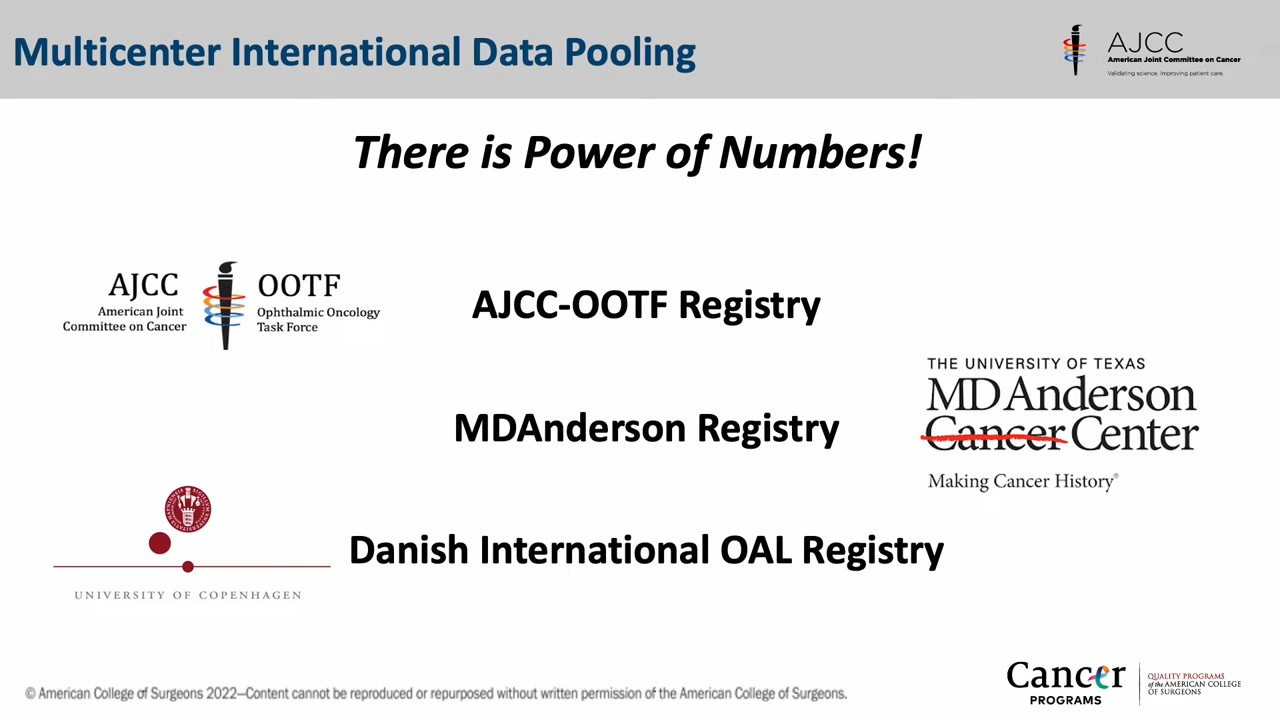 Multicenter International Data Pooling
AJCC
American Joint Committee on Cancer
Validating science. Improving patient care.
There is Power of Numbers!
AJCC
American Joint
Committee on Cancer
OOTF
Ophthalmic Oncology
Task Force
AJCC-OOTF Registry
MDAnderson Registry
THE UNIVERSITY OF TEXAS
MD Anderson
Cancer Center
Making Cancer History®
Danish International OAL Registry
UNIVERSITY OF COPENHAGEN
© American College of Surgeons 2022—Content cannot be reproduced or repurposed without written permission of the American College of Surgeons.
Cancer
PROGRAMS
QUALITY PROGRAMS
of the AMERICAN COLLEGE
OF SURGEONS